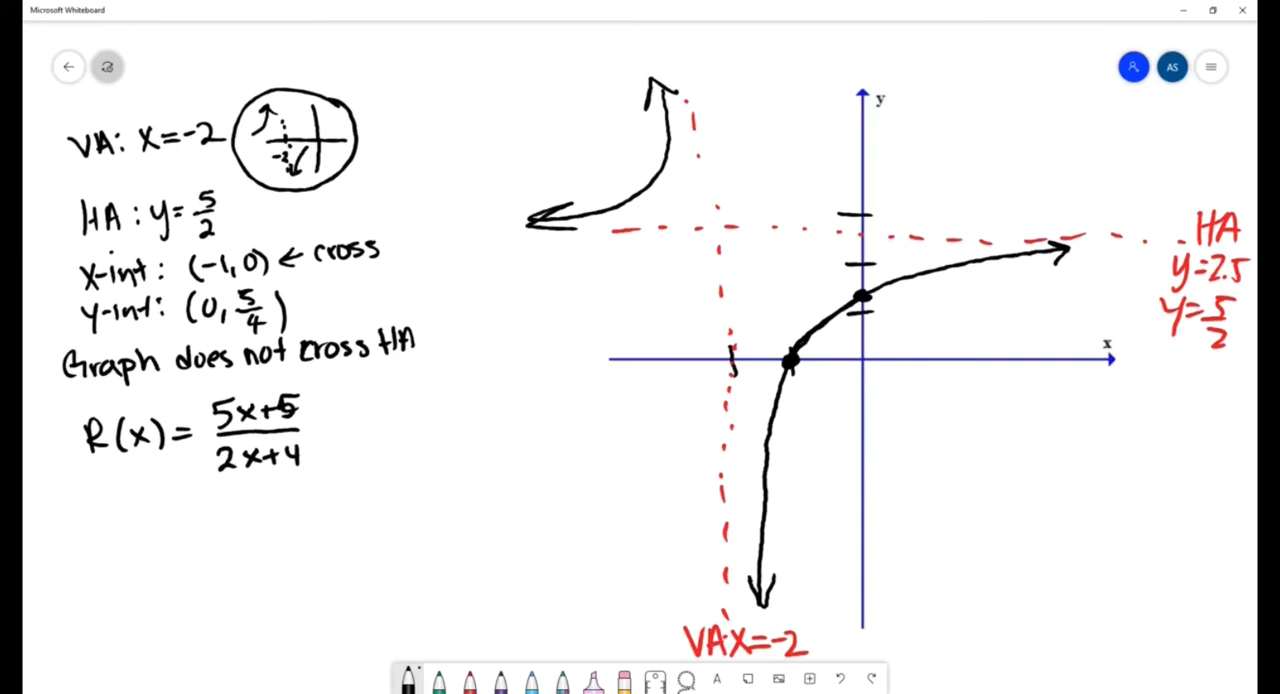 Microsoft Whiteboard
AS
VA: X=-2
-2
HA: y=5/2
x-int: (-1,0) ← cross
y-int: (0, 5/4)
Graph does not cross HA
R(x) = 5x+5
2x+4
y
x
HA
y=2.5
y=5/2
VA:X=-2
A